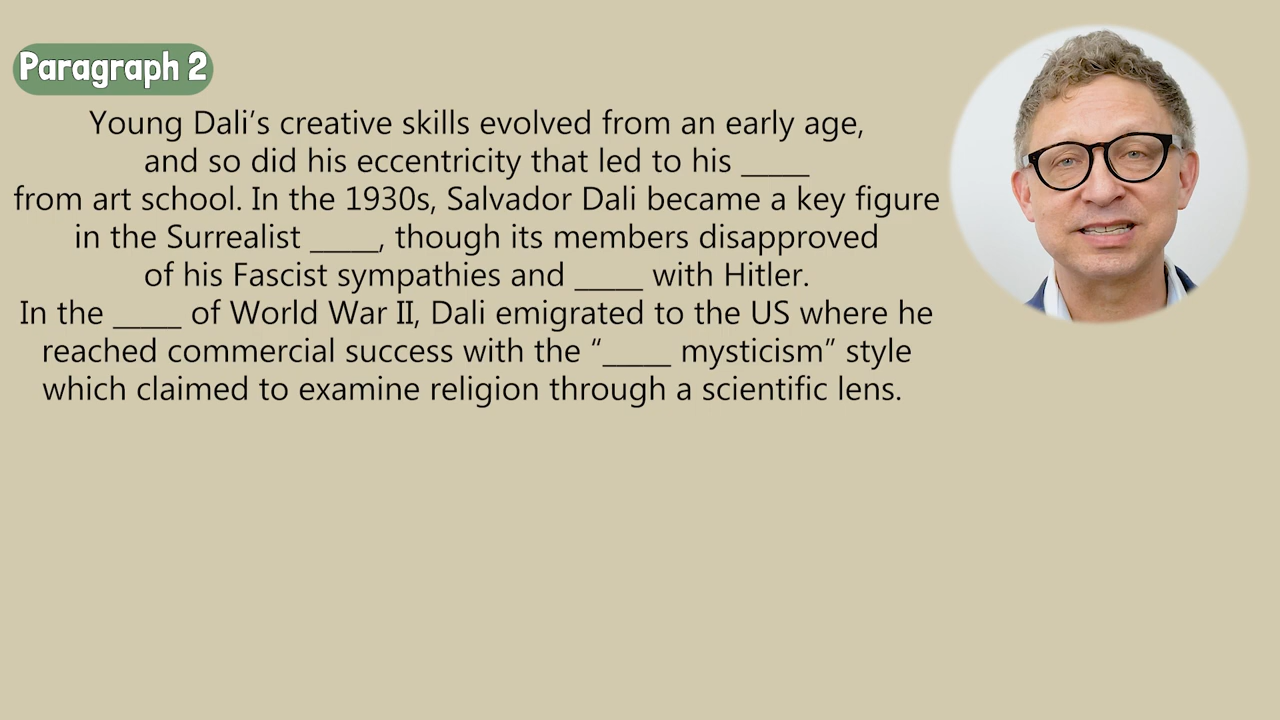 Paragraph 2
Young Dali's creative skills evolved from an early age,
and so did his eccentricity that led to his _____
from art school. In the 1930s, Salvador Dali became a key figure
in the Surrealist _____, though its members disapproved
of his Fascist sympathies and _____ with Hitler.
In the _____ of World War II, Dali emigrated to the US where he
reached commercial success with the “_____ mysticism” style
which claimed to examine religion through a scientific lens.